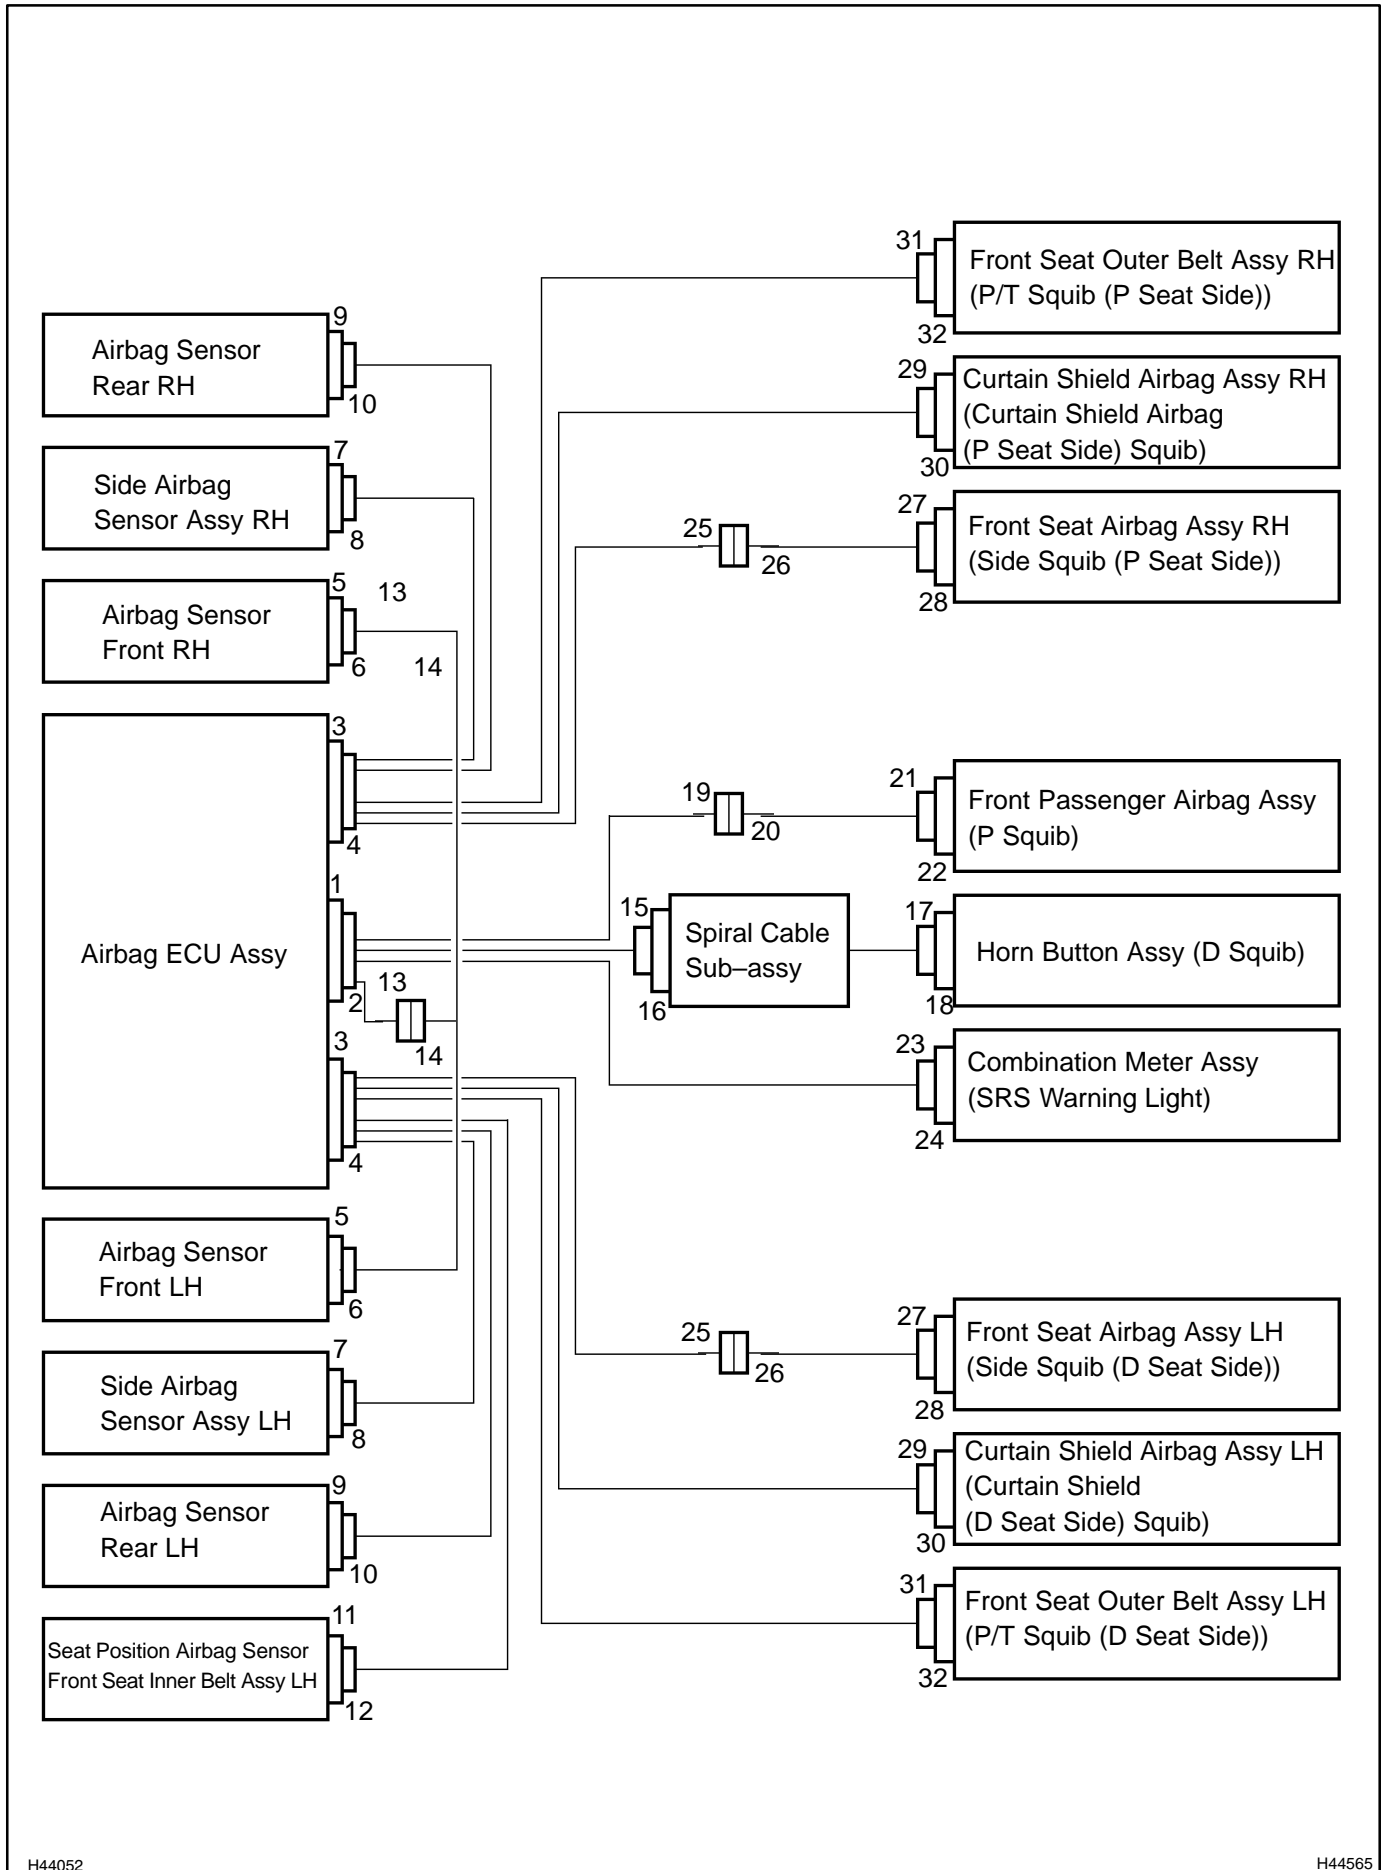 31
Front Seat Outer Belt Assy RH
(P/T Squib (P Seat Side))
32
9
Airbag Sensor
Rear RH
10
29
Curtain Shield Airbag Assy RH
(Curtain Shield Airbag
(P Seat Side) Squib)
30
7
Side Airbag
Sensor Assy RH
8
25
26
27
Front Seat Airbag Assy RH
(Side Squib (P Seat Side))
28
5
13
Airbag Sensor
Front RH
6
14
3
4
19
20
21
Front Passenger Airbag Assy
(P Squib)
22
1
Airbag ECU Assy
2
15
Spiral Cable
Sub–assy
16
17
Horn Button Assy (D Squib)
18
13
14
3
4
23
Combination Meter Assy
(SRS Warning Light)
24
5
Airbag Sensor
Front LH
6
25
26
27
Front Seat Airbag Assy LH
(Side Squib (D Seat Side))
28
7
Side Airbag
Sensor Assy LH
8
29
Curtain Shield Airbag Assy LH
(Curtain Shield
(D Seat Side) Squib)
30
9
Airbag Sensor
Rear LH
10
31
Front Seat Outer Belt Assy LH
(P/T Squib (D Seat Side))
32
11
Seat Position Airbag Sensor
Front Seat Inner Belt Assy LH
12
H44052
H44565